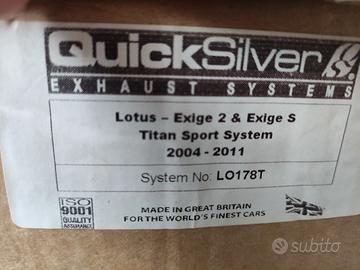 QuickSilver
EXHAUST SYSTEMS
Lotus – Exige 2 & Exige S
Titan Sport System
2004 - 2011
System No: LO178T
ISO
9001
QUALITY
ASSURANCE
MADE IN GREAT BRITAIN
FOR THE WORLD'S FINEST CARS
subito